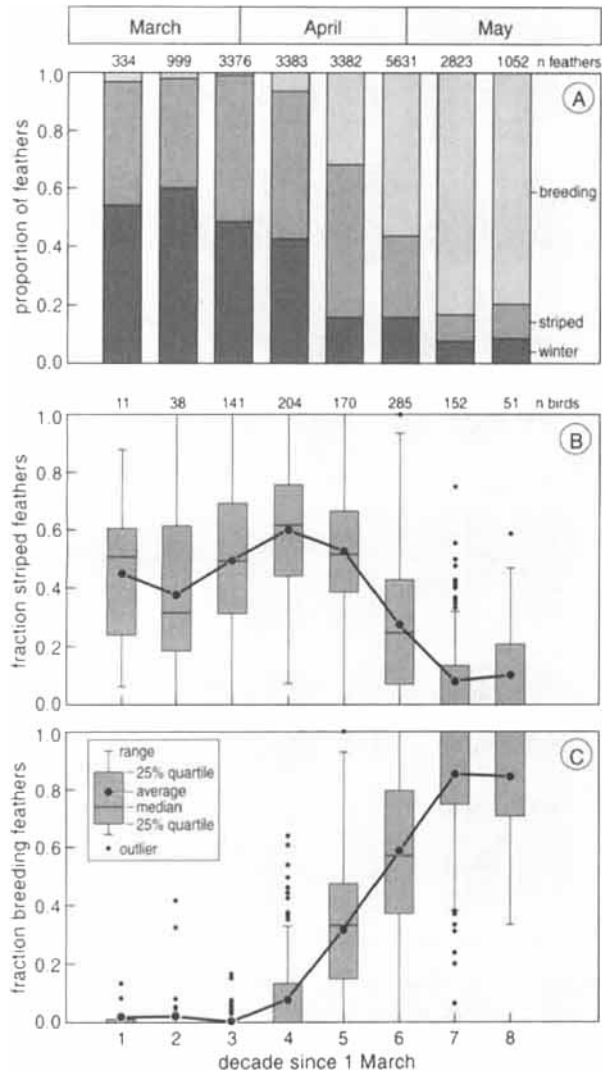 March April May
334 999 3376 3383 3382 5631 2823 1052 n feathers
1.0 A
0.8
0.6 breeding
0.4
0.2 striped
0.0 winter
proportion of feathers
11 38 141 204 170 285 152 51 n birds
1.0 B
0.8
0.6
0.4
0.2
0.0
fraction striped feathers
1.0 C
0.8
0.6
0.4
0.2
0.0
fraction breeding feathers
range
25% quartile
average
median
25% quartile
outlier
1 2 3 4 5 6 7 8
decade since 1 March